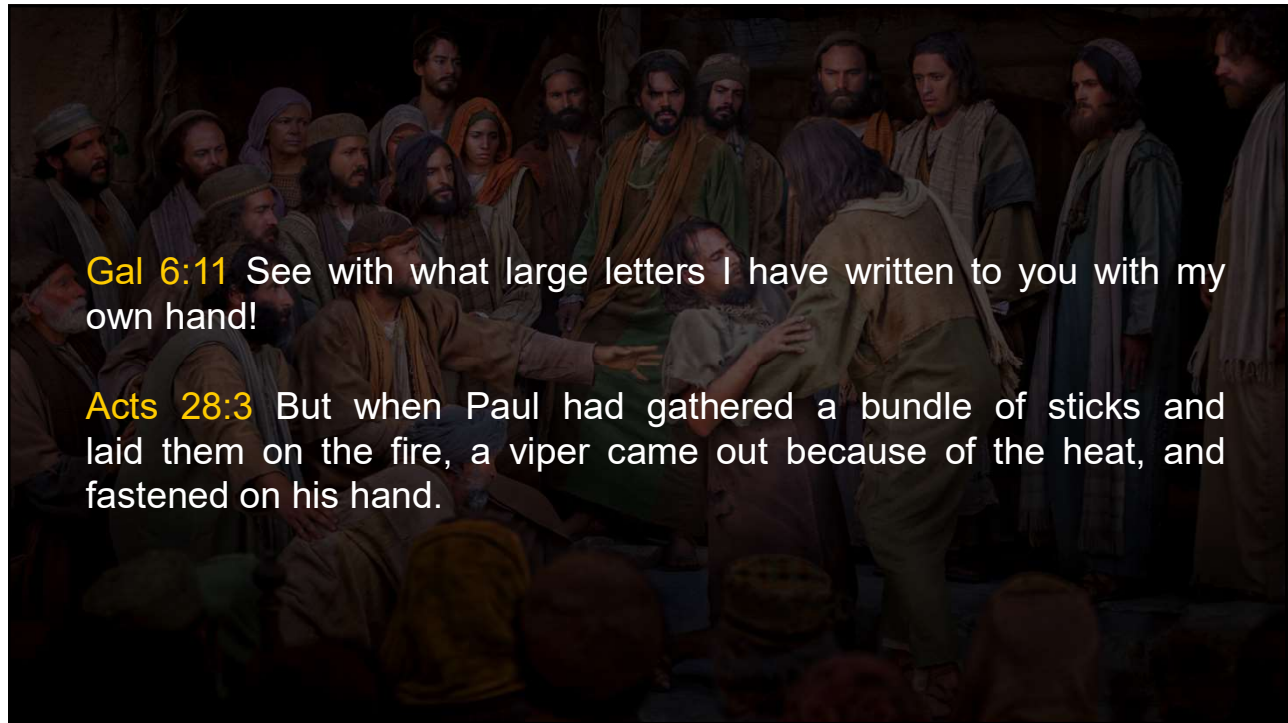 Gal 6:11 See with what large letters I have written to you with my
own hand!
Acts 28:3 But when Paul had gathered a bundle of sticks and
laid them on the fire, a viper came out because of the heat, and
fastened on his hand.